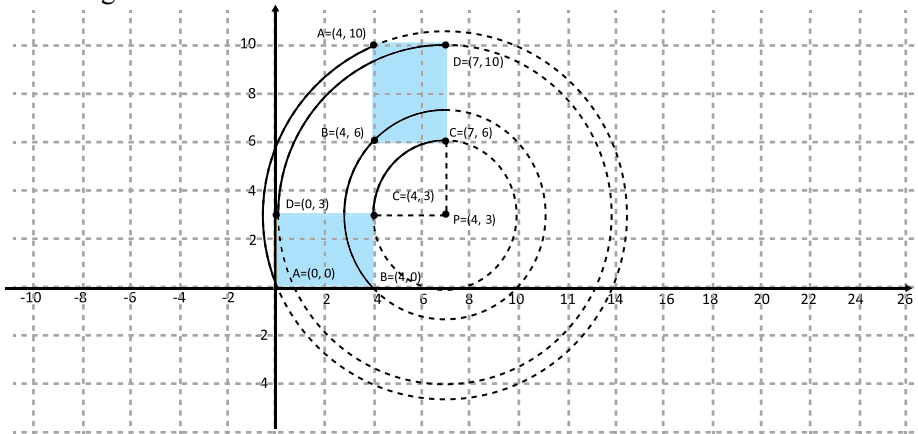 A=(4, 10)
10
D=(7, 10)
8
B=(4, 6)
C=(7, 6)
6
4
C=(4, 3)
D=(0, 3)
P=(4, 3)
2
A=(0, 0)
B=(4,0)
-10 -8 -6 -4 -2 2 4 6 8 10 11 13 14 16 18 20 22 24 26
-2
-4